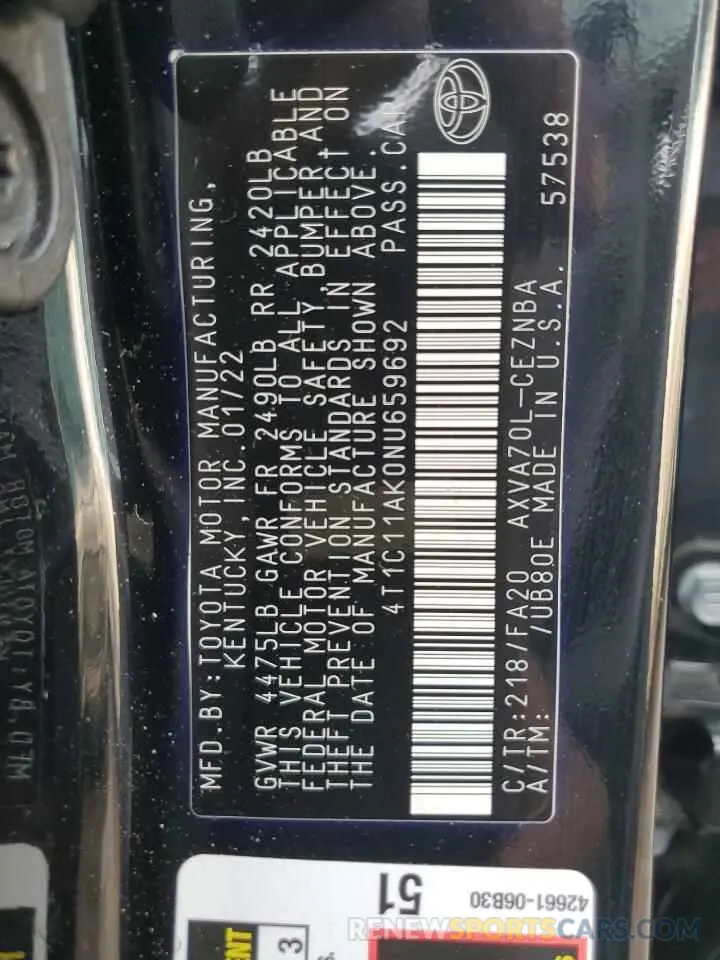 MFD.BY:TOYOTA MOTOR MANUFACTURING,
KENTUCKY, INC.01/22
GVWR 4475LB GAWR FR 2490LB RR 2420LB
THIS VEHICLE CONFORMS TO ALL APPLICABLE
FEDERAL MOTOR VEHICLE SAFETY,BUMPER,AND
THEFT PREVENTION STANDARDS IN EFFECT ON
THE DATE OF MANUFACTURE SHOWN ABOVE.
4T1C11AK0NU659692 PASS.CAR
C/TR:218/FA20 AXVA70L-CEZNBA
A/TM: /UB80E MADE IN U.S.A. 57538
51
42661-06B30
3
RENEWSPORTSCARS.COM